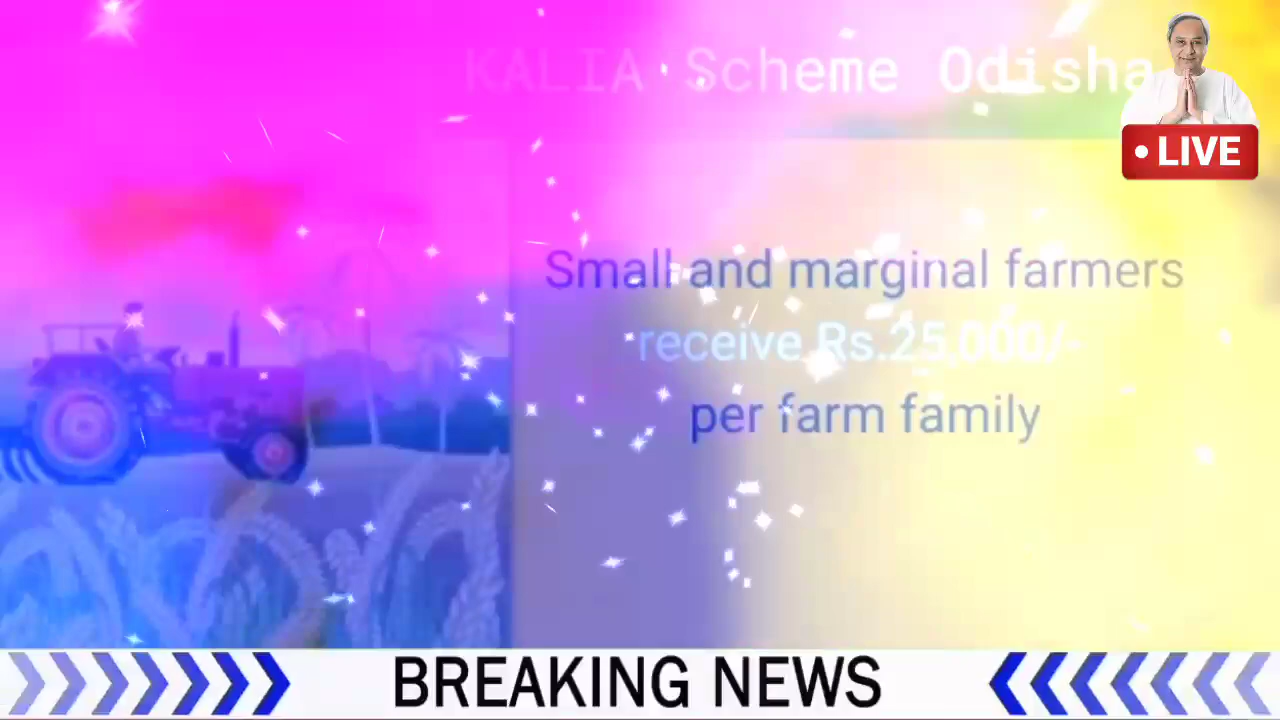 KALIA Scheme Odisha
• LIVE
Small and marginal farmers
receive Rs.25,000/-
per farm family
BREAKING NEWS